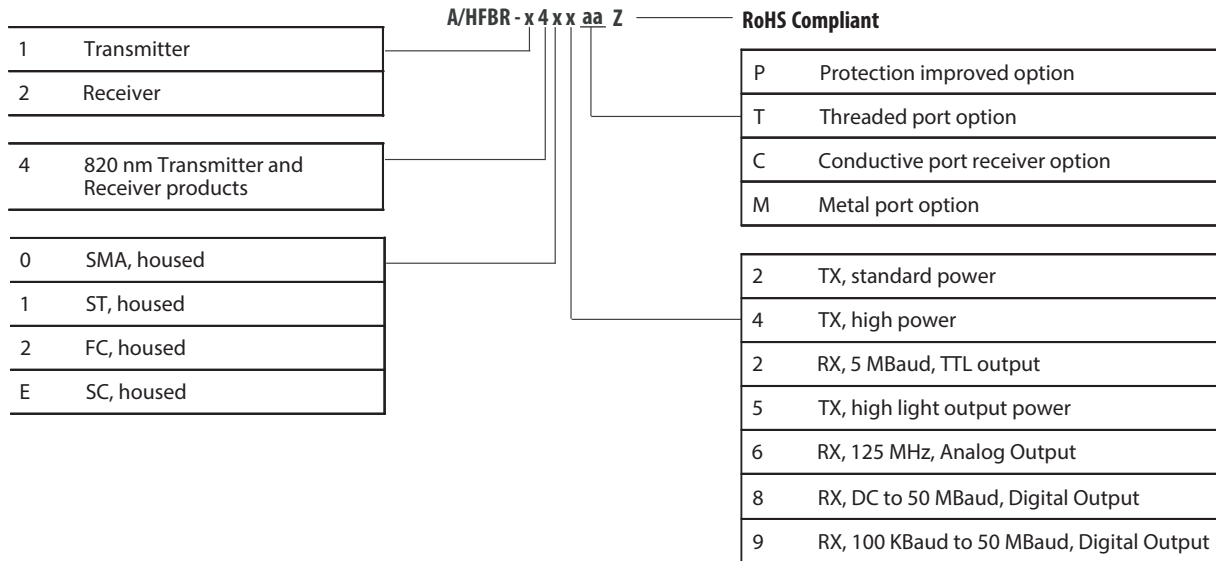 A/HFBR - x 4 x x aa Z
RoHS Compliant
1 Transmitter
2 Receiver
4 820 nm Transmitter and
Receiver products
0 SMA, housed
1 ST, housed
2 FC, housed
E SC, housed
P Protection improved option
T Threaded port option
C Conductive port receiver option
M Metal port option
2 TX, standard power
4 TX, high power
2 RX, 5 MBaud, TTL output
5 TX, high light output power
6 RX, 125 MHz, Analog Output
8 RX, DC to 50 MBaud, Digital Output
9 RX, 100 KBaud to 50 MBaud, Digital Output